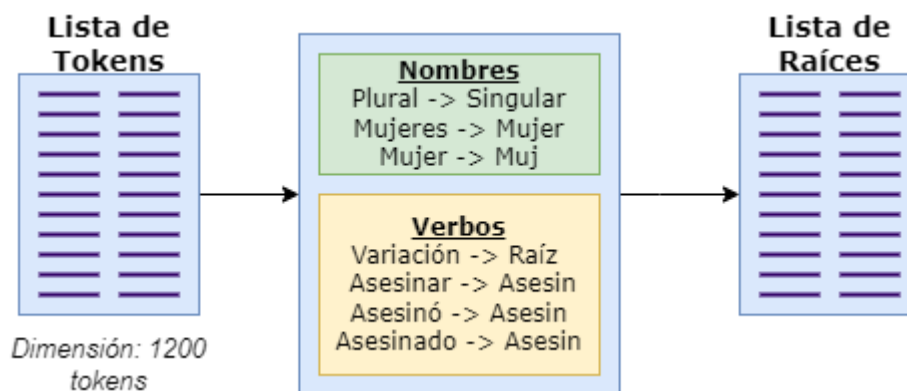 Lista de
Tokens
Dimensión: 1200
tokens
Nombres
Plural -> Singular
Mujeres -> Mujer
Mujer -> Muj
Verbos
Variación -> Raíz
Asesinar -> Asesin
Asesinó -> Asesin
Asesinado -> Asesin
Lista de
Raíces